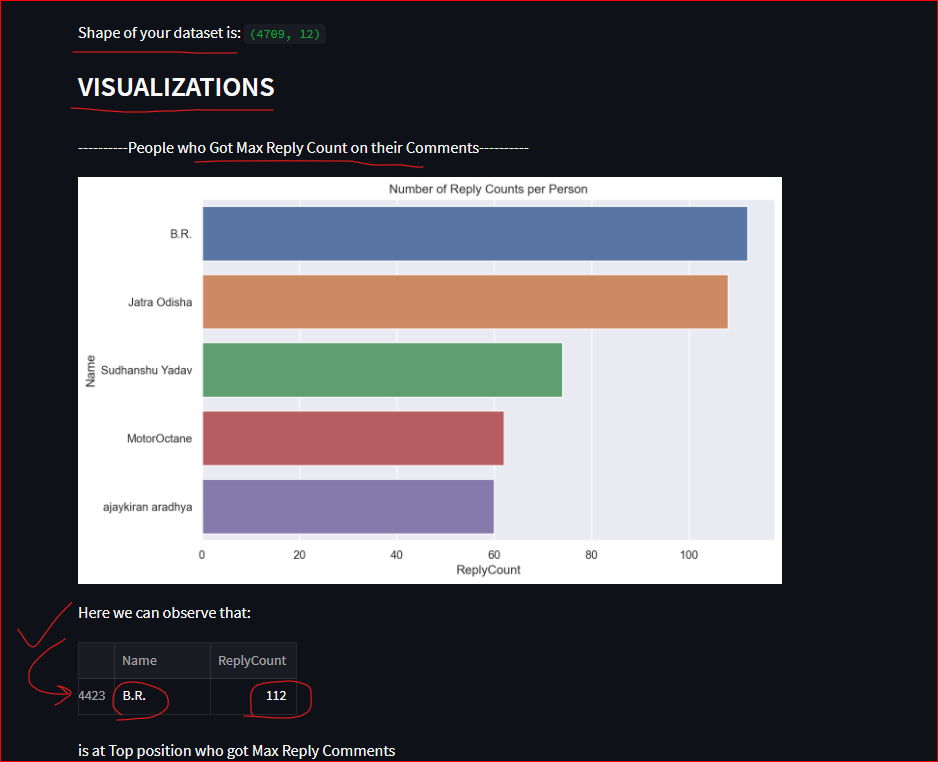 Shape of your dataset is: (4709, 12)
VISUALIZATIONS
----------People who Got Max Reply Count on their Comments----------
Number of Reply Counts per Person
B.R.
Jatra Odisha
Sudhanshu Yadav
MotorOctane
ajaykiran aradhya
Name
0 20 40 60 80 100
ReplyCount
Here we can observe that:
Name ReplyCount
4423 B.R. 112
is at Top position who got Max Reply Comments